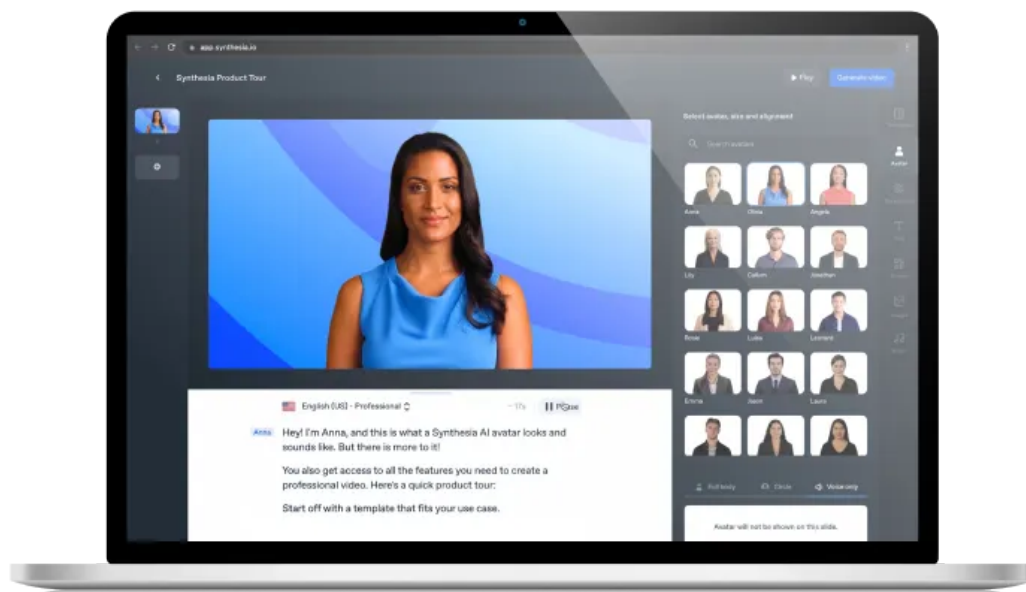 app.synthesia.io
Synthesia Product Tour
Play
Generate video
Select avatar, size and alignment
Search avatars
Avatar
Anna
Olivia
Angela
Lily
Callum
Jonathan
Rosie
Luisa
Leonard
Emma
Jason
Laura
English (US) - Professional
~ 17s
Pause
Anna
Hey! I'm Anna, and this is what a Synthesia AI avatar looks and
sounds like. But there is more to it!
You also get access to all the features you need to create a
professional video. Here's a quick product tour:
Start off with a template that fits your use case.
Full body
Circle
Voice only
Avatar will not be shown on this slide.